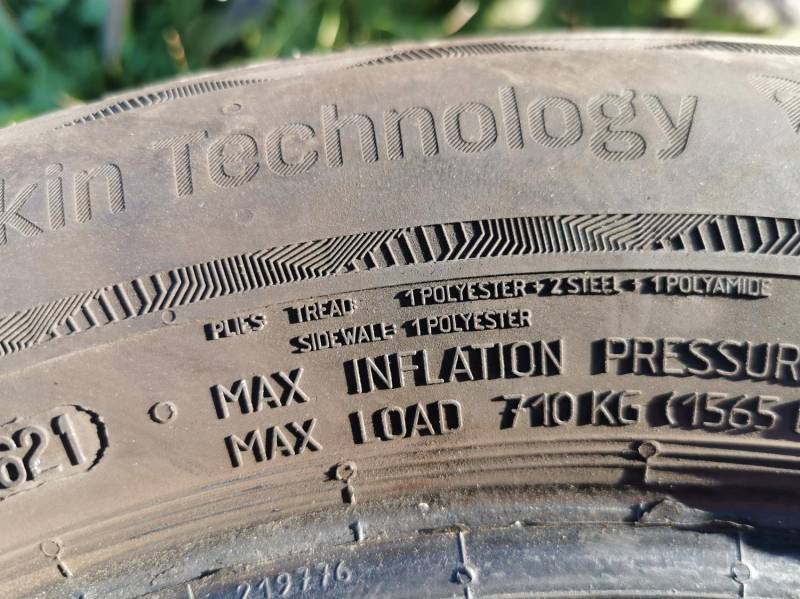 kin Technology
PLIES: TREAD: 1 POLYESTER + 2 STEEL + 1 POLYAMIDE
SIDEWALL: 1 POLYESTER
MAX INFLATION PRESSUR
621
MAX LOAD 710 KG (1565
219776